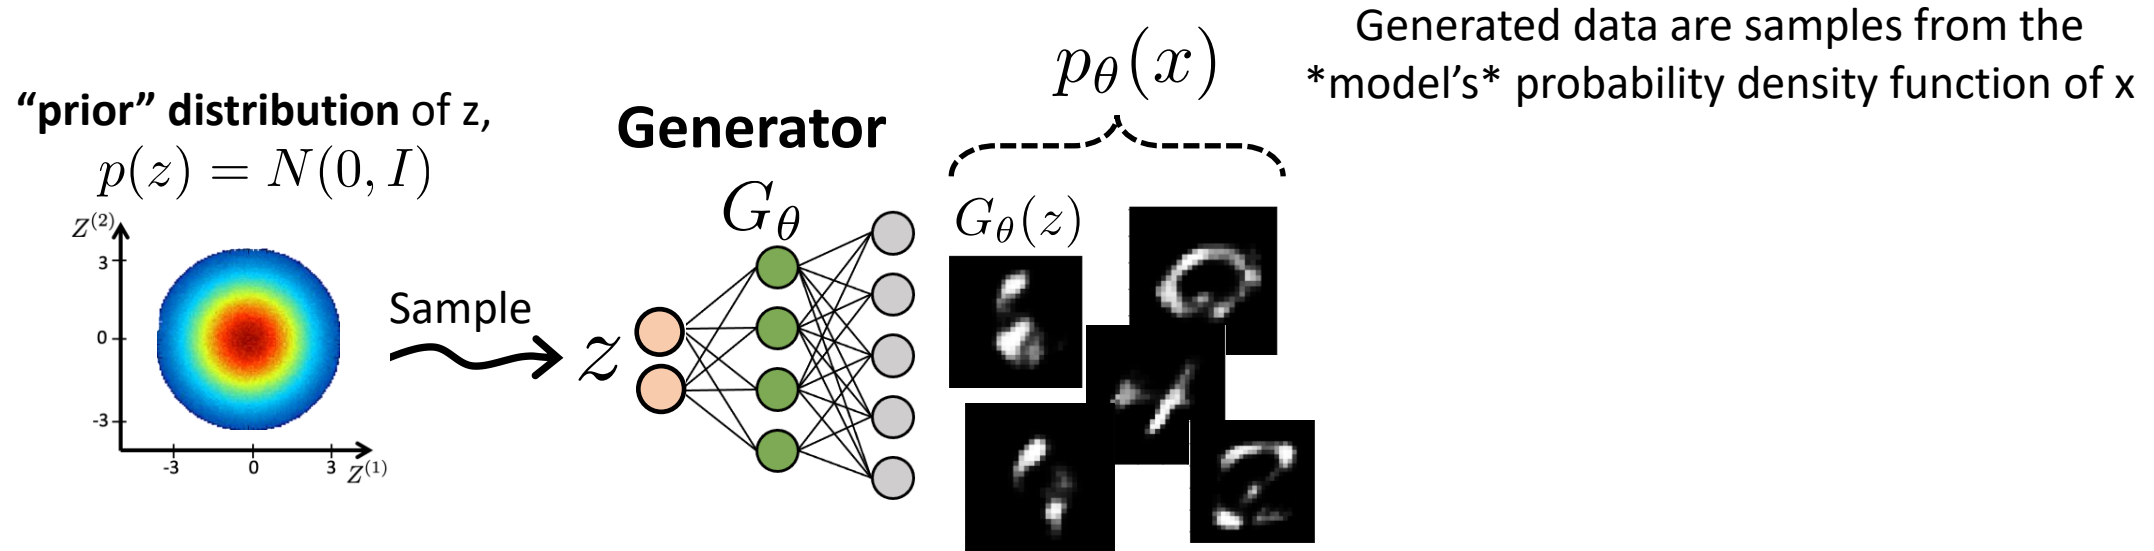 “prior” distribution of z,
p(z) = N(0, I)
Z(2)
3
0
-3
-3 0 3
Z(1)
Sample
z
Generator
Gθ
pθ(x)
Gθ(z)
Generated data are samples from the
*model’s* probability density function of x